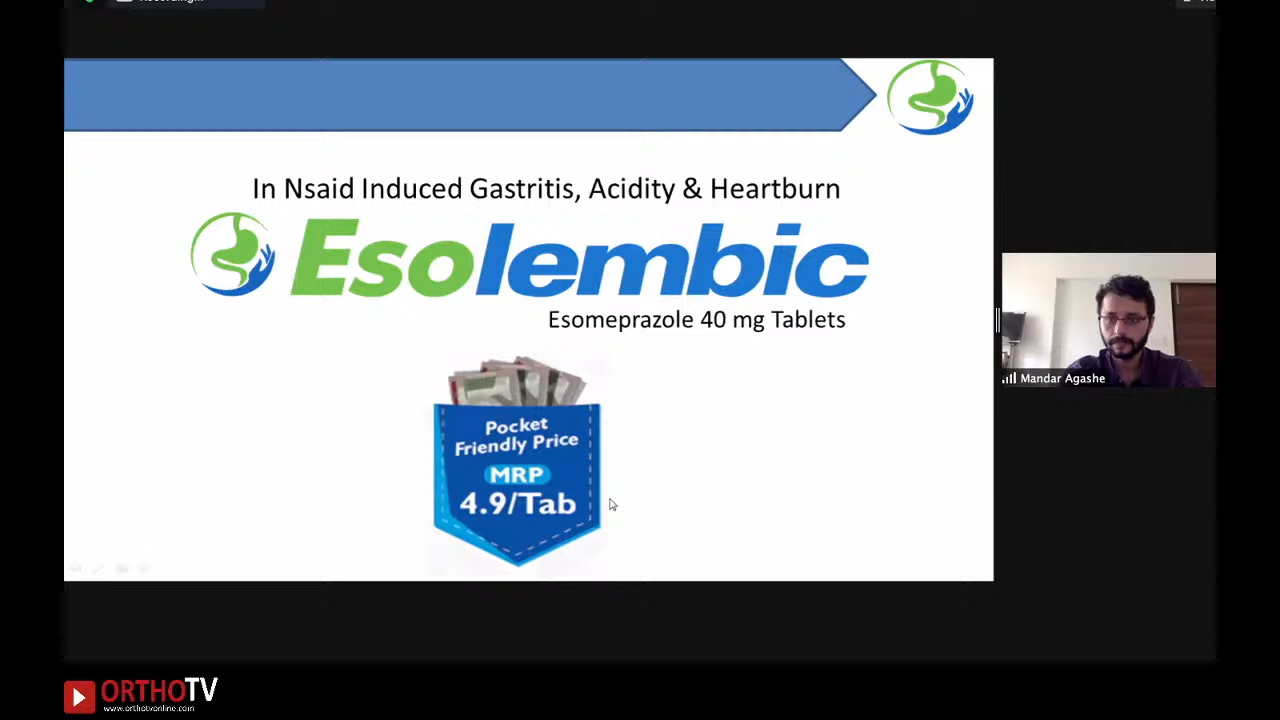 In Nsaid Induced Gastritis, Acidity & Heartburn
Esolembic
Esomeprazole 40 mg Tablets
Pocket
Friendly Price
MRP
4.9/Tab
Mandar Agashe
ORTHOTV
www.orthotvonline.com